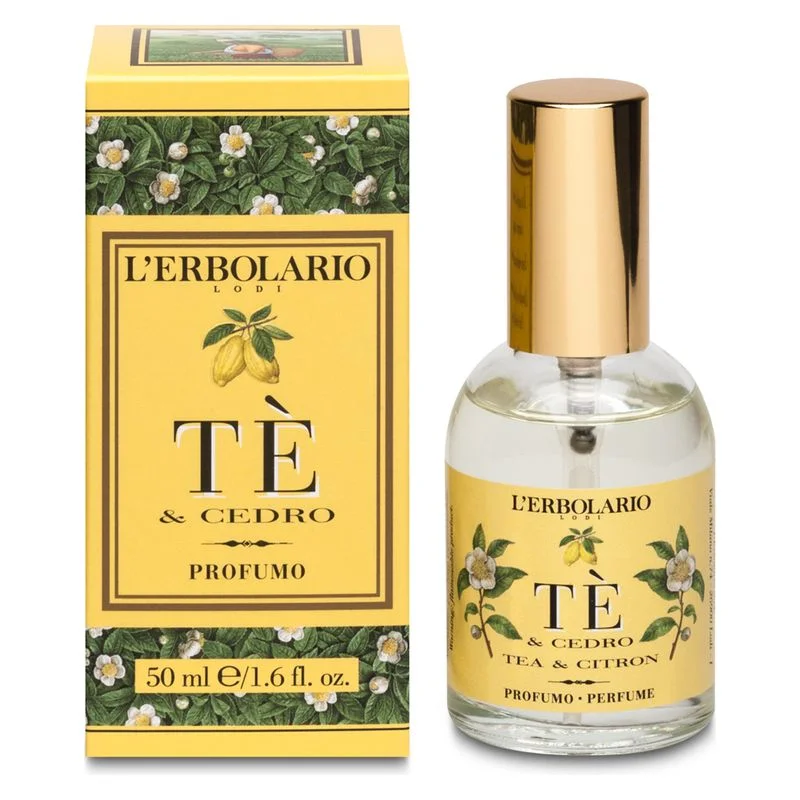 L'ERBOLARIO
LODI
TÈ
& CEDRO
PROFUMO
50 ml ℮/1.6 fl. oz.
L'ERBOLARIO
LODI
TÈ
& CEDRO
TEA & CITRON
PROFUMO • PERFUME